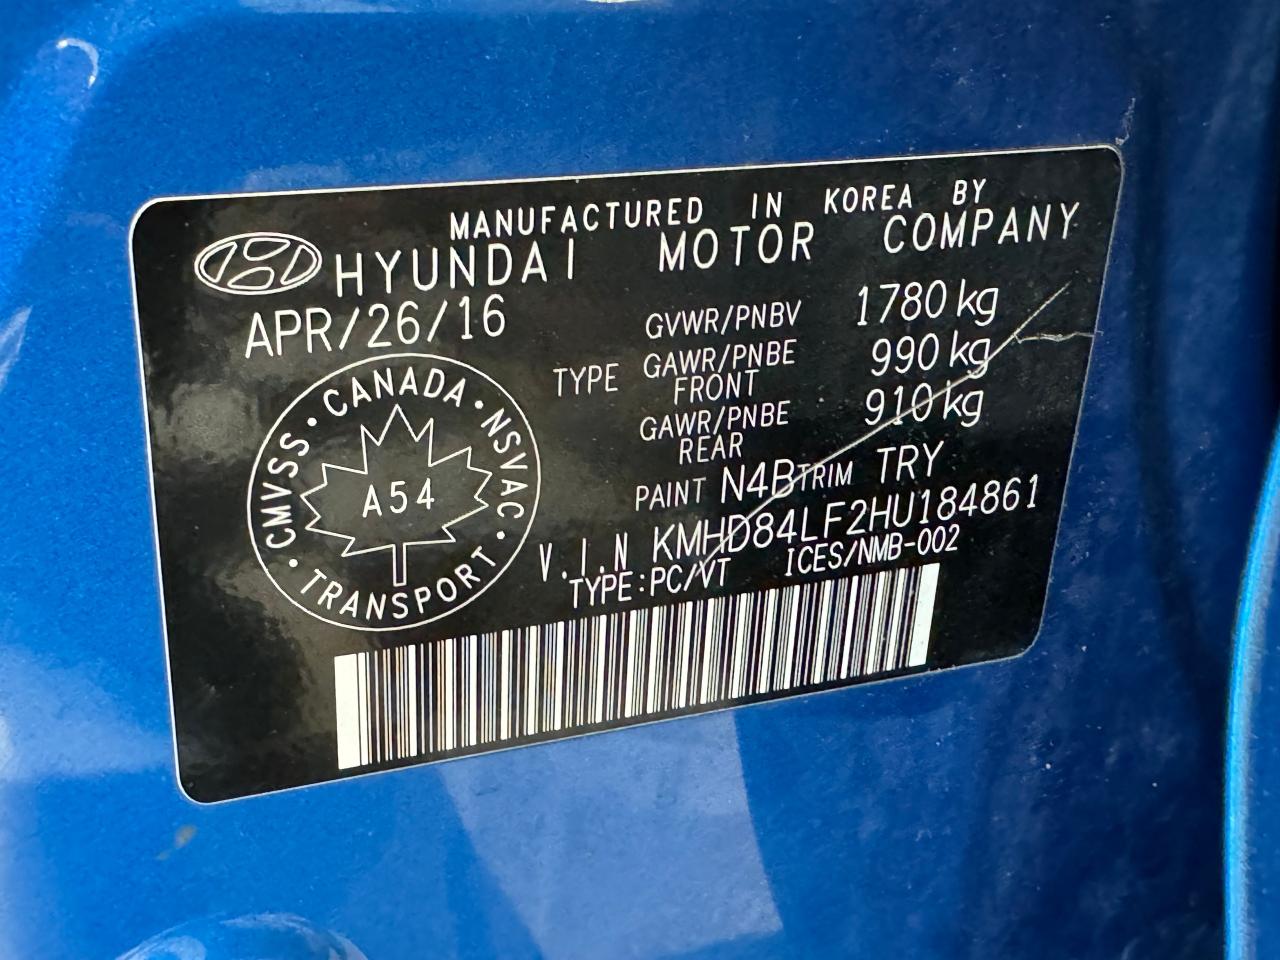 MANUFACTURED IN KOREA BY
HYUNDAI MOTOR COMPANY
APR/26/16
GVWR/PNBV 1780 kg
TYPE GAWR/PNBE FRONT 990 kg
GAWR/PNBE REAR 910 kg
PAINT N4B TRIM TRY
V.I.N KMHD84LF2HU184861
TYPE:PC/VT ICES/NMB-002
CMVSS · CANADA · NSVAC · TRANSPORT ·
A54